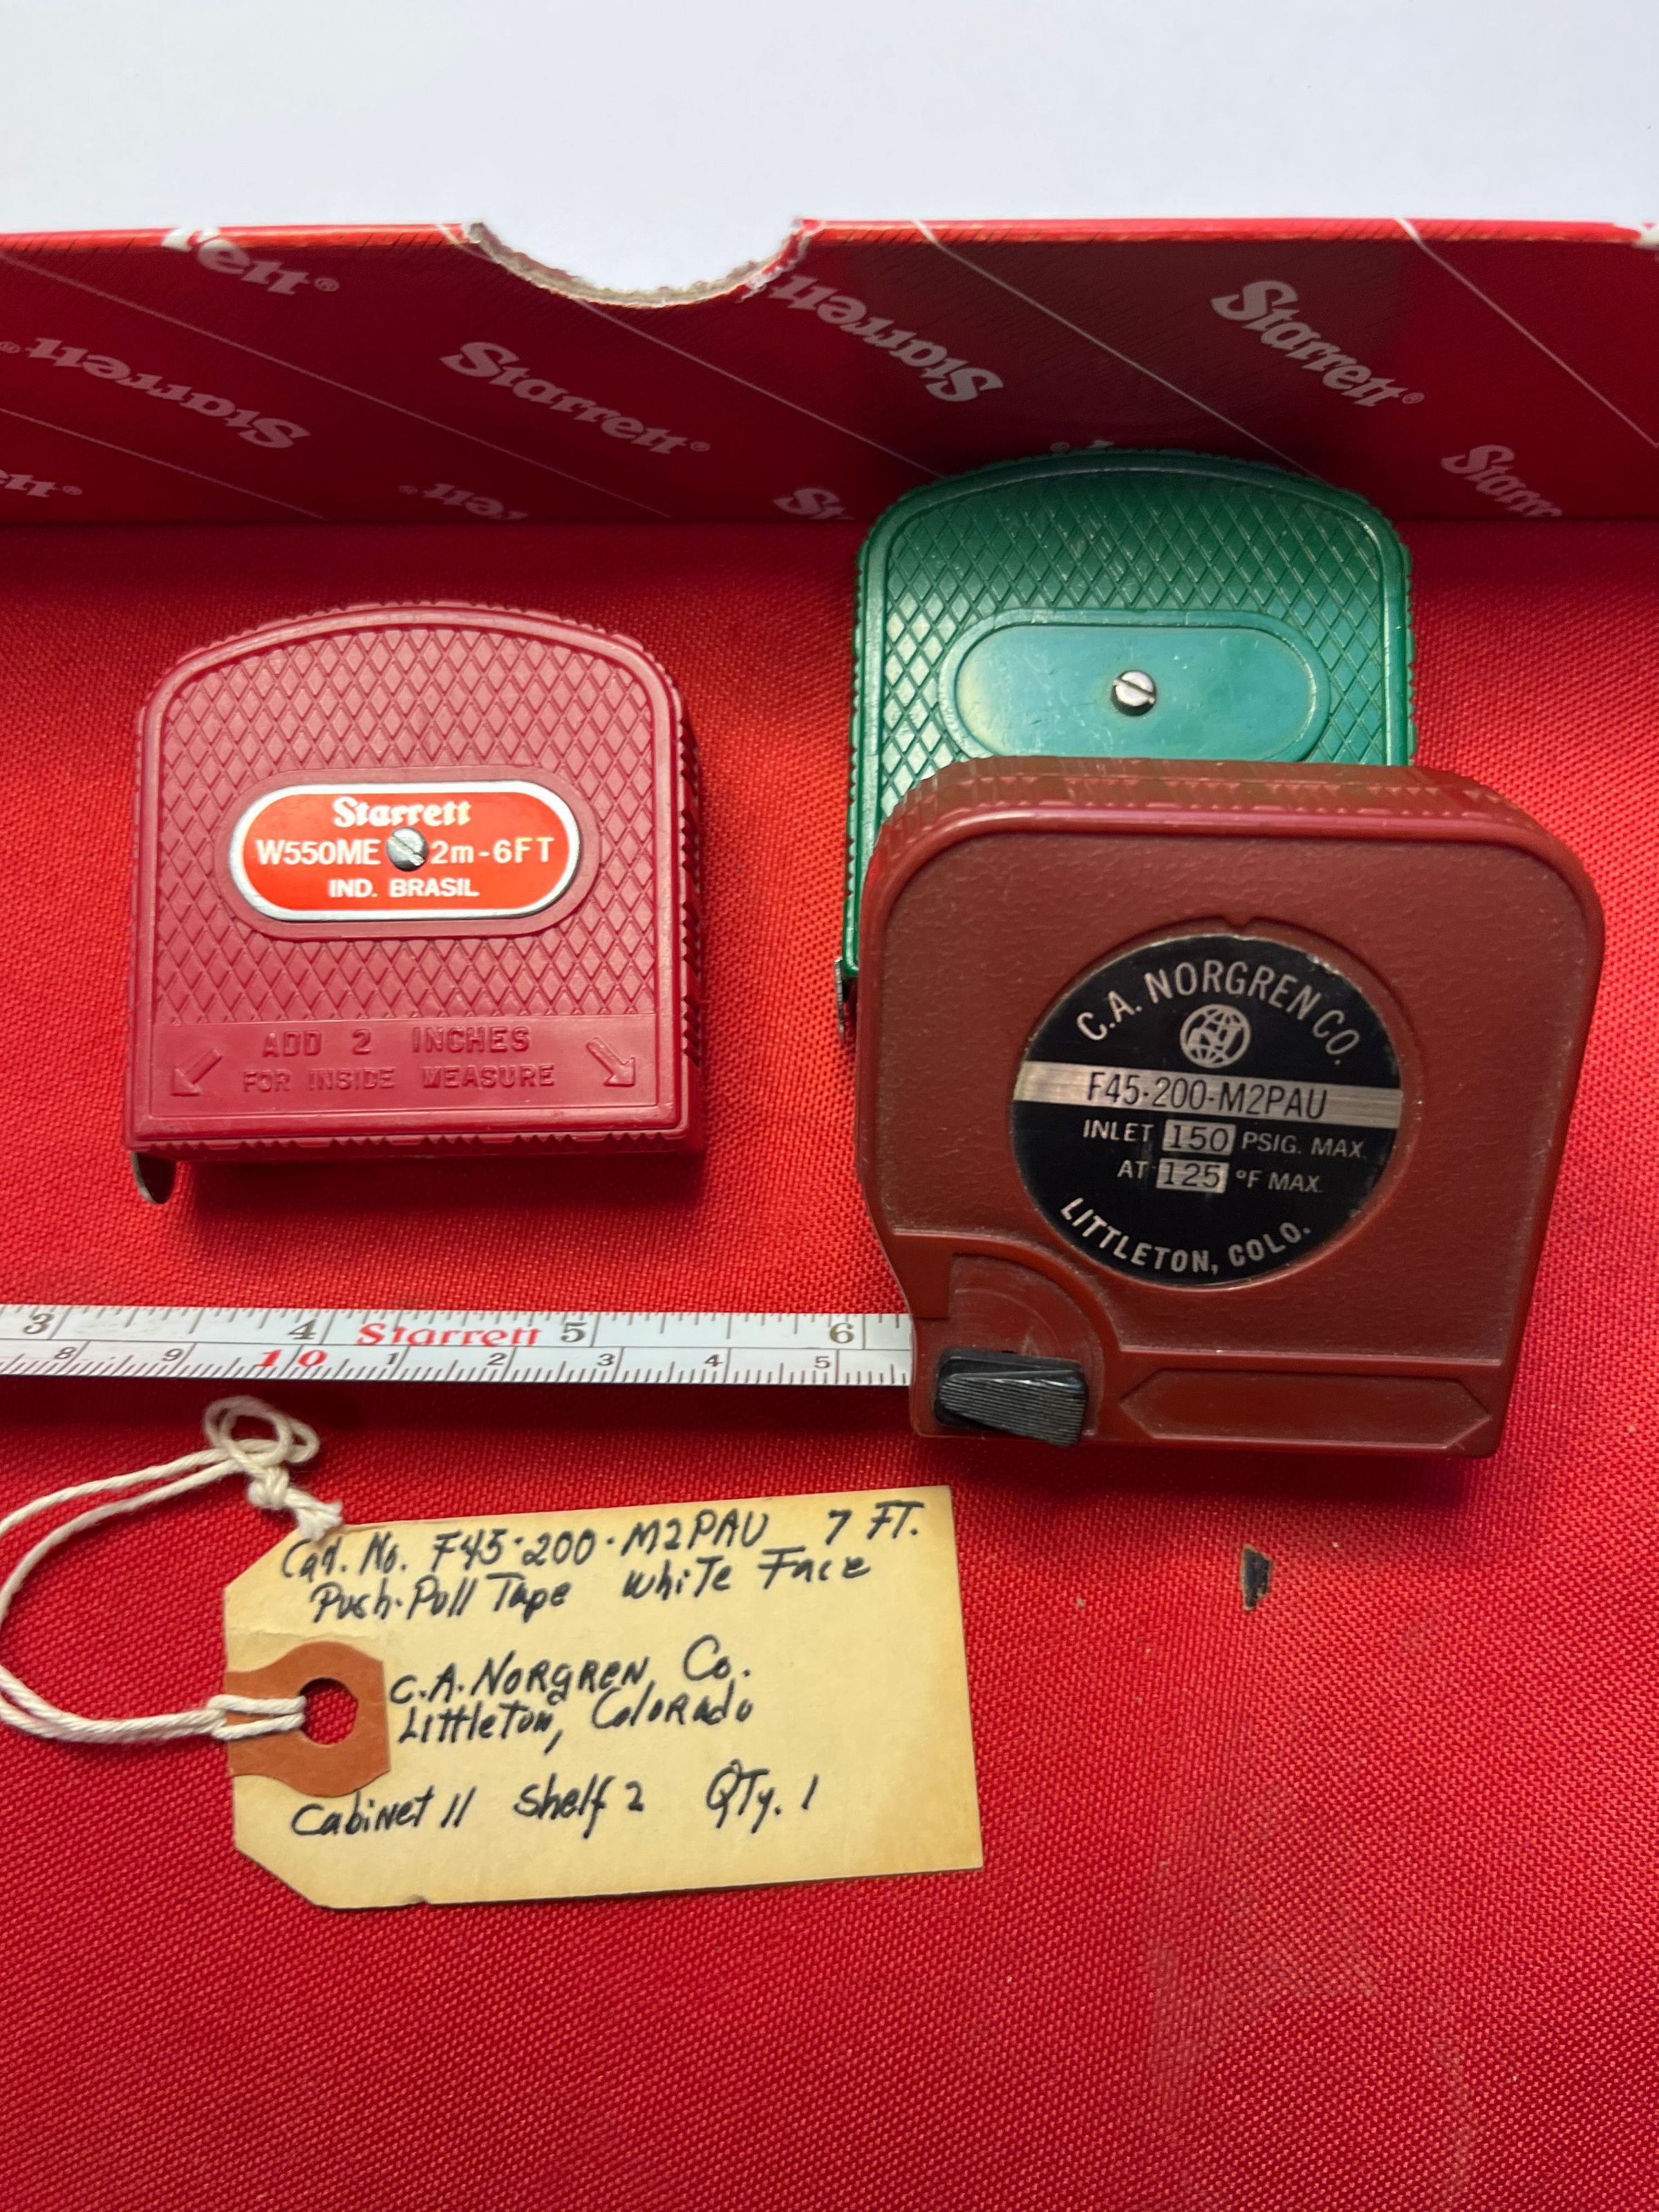 Starrett®
Starrett
Starrett®
Starrett
Starrett®
Starrett
W550ME 2m-6FT
IND. BRASIL
ADD 2 INCHES
FOR INSIDE MEASURE
C.A. NORGREN CO.
F45-200-M2PAU
INLET 150 PSIG. MAX.
AT 125 °F MAX.
LITTLETON, COLO.
3 4 Starrett 5 6
8 9 10 1 2 3 4 5
Cat. No. F45-200-M2PAU 7 FT.
Push-Pull Tape White Face
C.A. NORGREN Co.
Littleton, Colorado
Cabinet 11 Shelf 2 QTy. 1